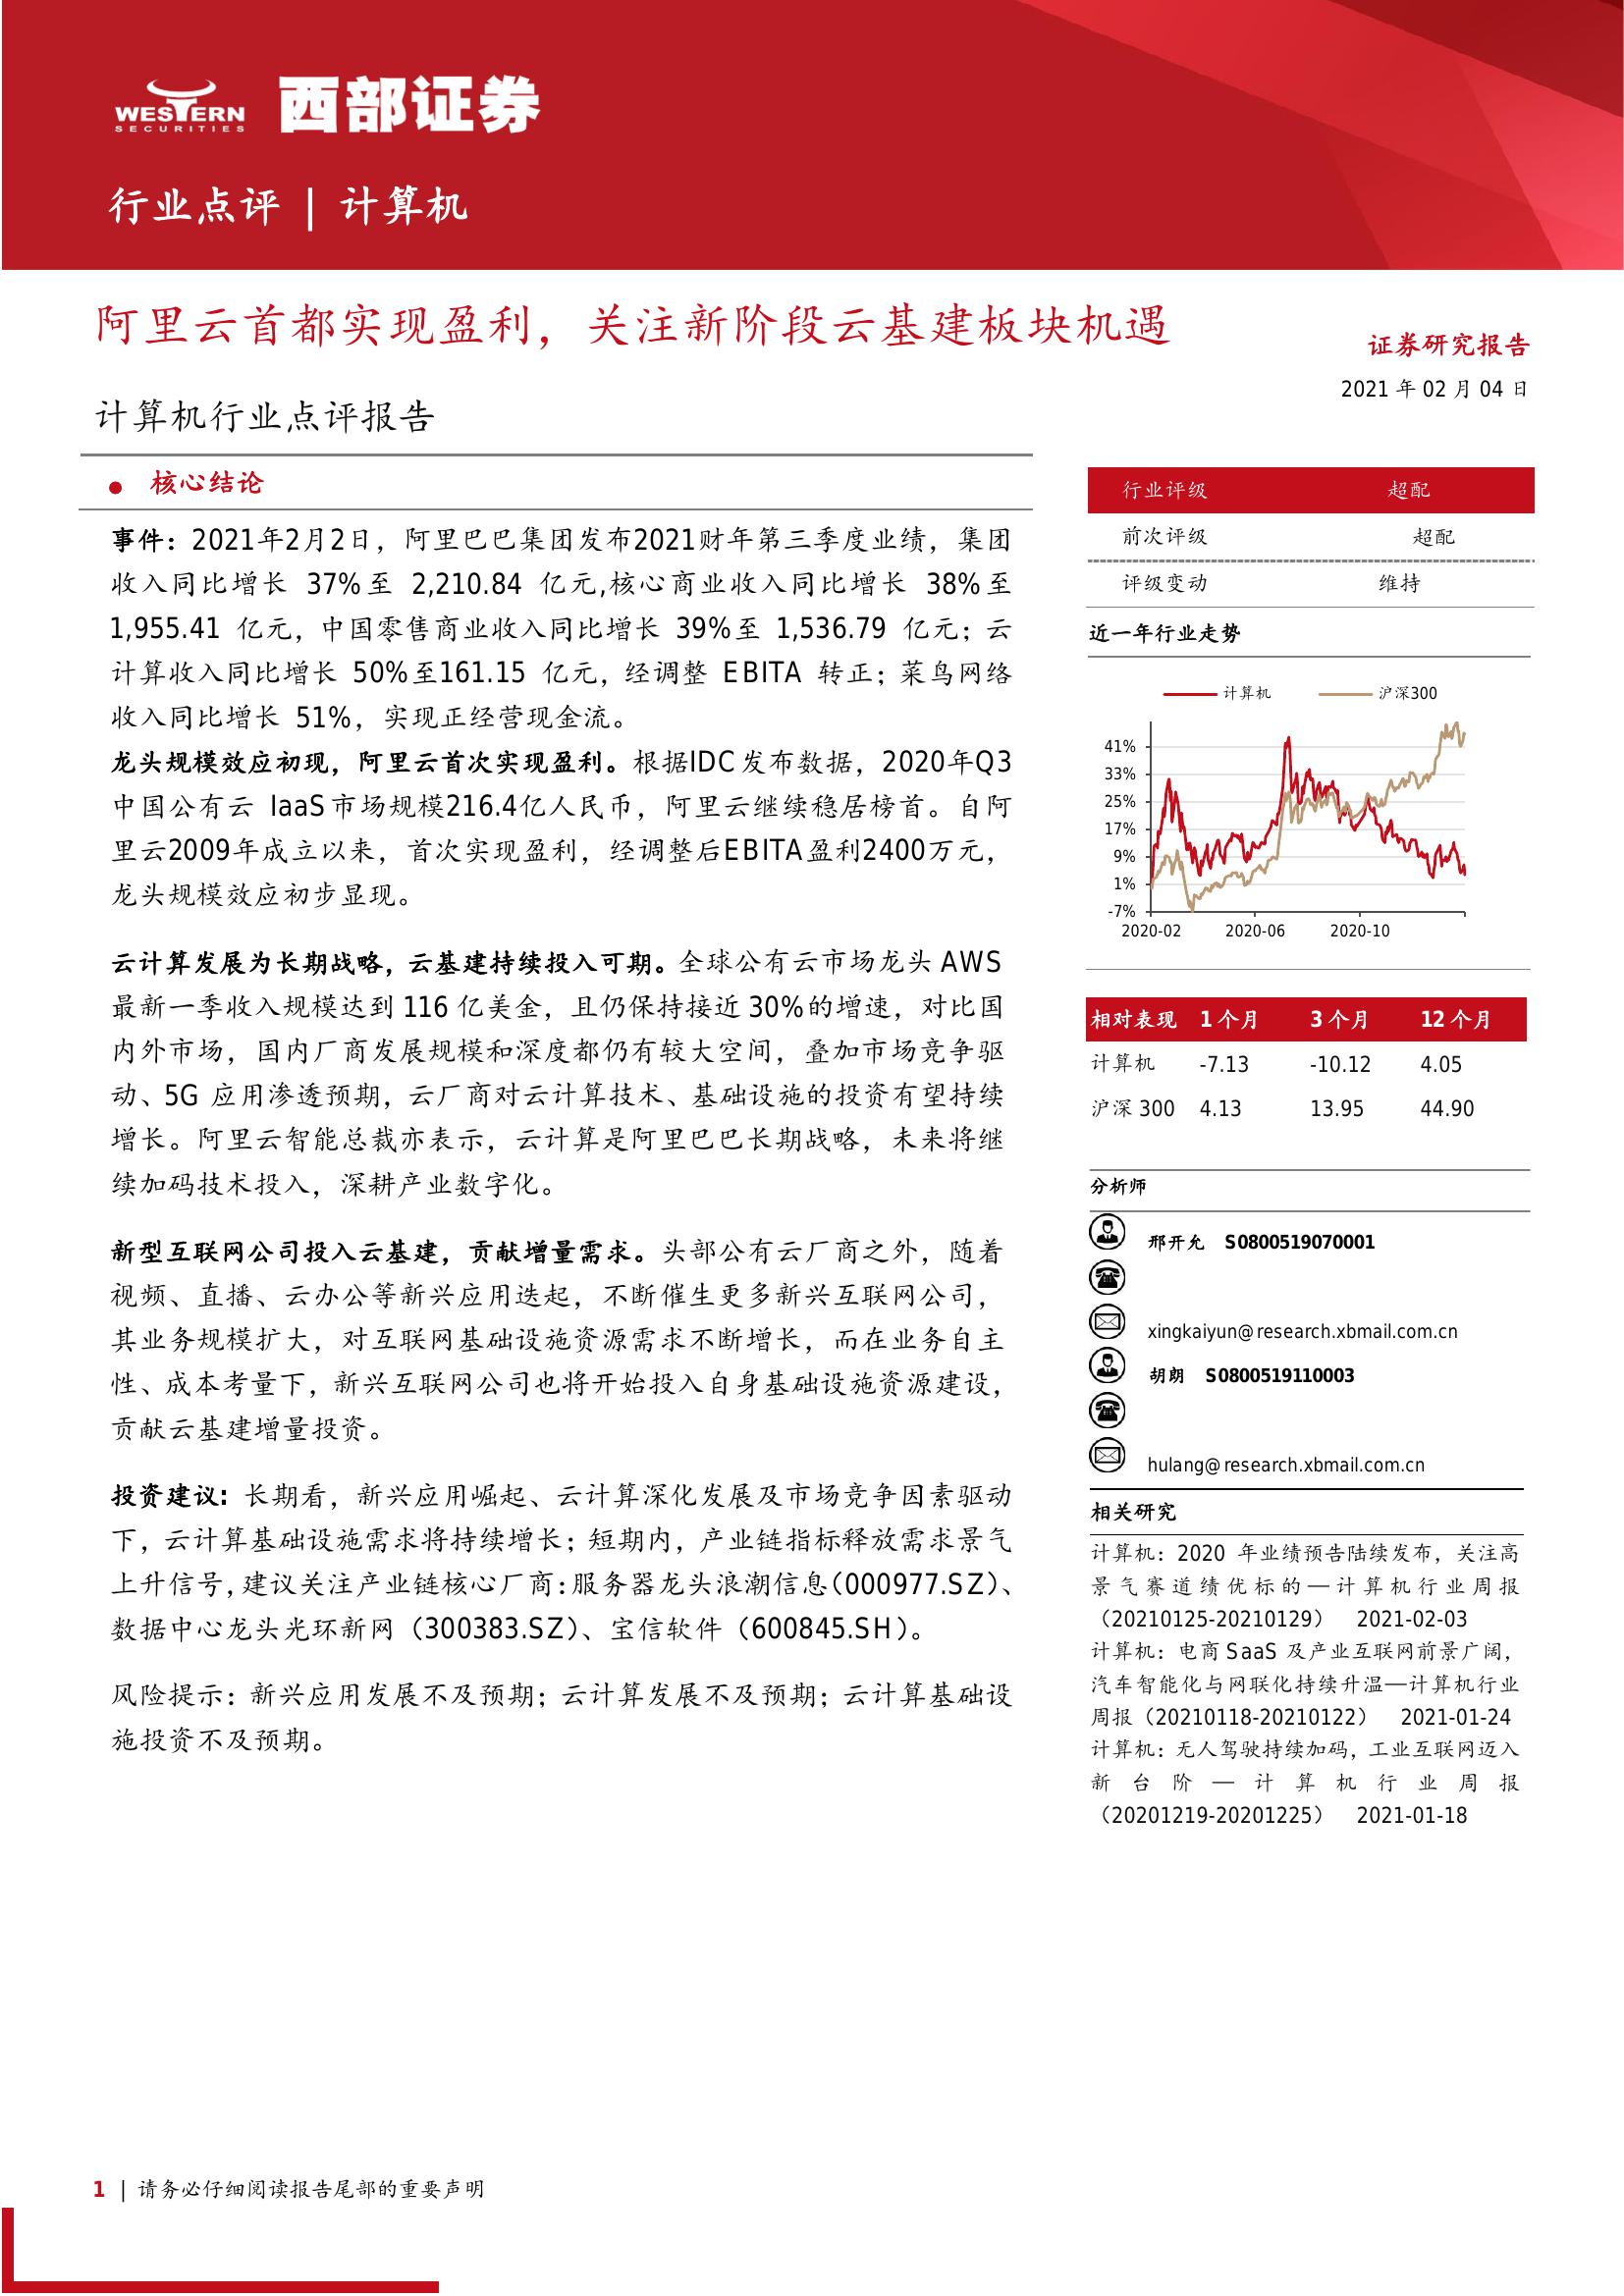 WESTERN
SECURITIES
西部证券
行业点评 | 计算机
阿里云首都实现盈利，关注新阶段云基建板块机遇
证券研究报告
2021 年 02 月 04 日
计算机行业点评报告
● 核心结论
事件：2021年2月2日，阿里巴巴集团发布2021财年第三季度业绩，集团
收入同比增长 37%至 2,210.84 亿元,核心商业收入同比增长 38%至
1,955.41 亿元，中国零售商业收入同比增长 39%至 1,536.79 亿元；云
计算收入同比增长 50%至161.15 亿元，经调整 EBITA 转正；菜鸟网络
收入同比增长 51%，实现正经营现金流。
龙头规模效应初现，阿里云首次实现盈利。根据IDC发布数据，2020年Q3
中国公有云 IaaS市场规模216.4亿人民币，阿里云继续稳居榜首。自阿
里云2009年成立以来，首次实现盈利，经调整后EBITA盈利2400万元，
龙头规模效应初步显现。
云计算发展为长期战略，云基建持续投入可期。全球公有云市场龙头 AWS
最新一季收入规模达到 116 亿美金，且仍保持接近 30%的增速，对比国
内外市场，国内厂商发展规模和深度都仍有较大空间，叠加市场竞争驱
动、5G 应用渗透预期，云厂商对云计算技术、基础设施的投资有望持续
增长。阿里云智能总裁亦表示，云计算是阿里巴巴长期战略，未来将继
续加码技术投入，深耕产业数字化。
新型互联网公司投入云基建，贡献增量需求。头部公有云厂商之外，随着
视频、直播、云办公等新兴应用迭起，不断催生更多新兴互联网公司，
其业务规模扩大，对互联网基础设施资源需求不断增长，而在业务自主
性、成本考量下，新兴互联网公司也将开始投入自身基础设施资源建设，
贡献云基建增量投资。
投资建议：长期看，新兴应用崛起、云计算深化发展及市场竞争因素驱动
下，云计算基础设施需求将持续增长；短期内，产业链指标释放需求景气
上升信号，建议关注产业链核心厂商：服务器龙头浪潮信息（000977.SZ）、
数据中心龙头光环新网（300383.SZ）、宝信软件（600845.SH）。
风险提示：新兴应用发展不及预期；云计算发展不及预期；云计算基础设
施投资不及预期。
行业评级 超配
前次评级 超配
评级变动 维持
近一年行业走势
计算机 沪深300
41%
33%
25%
17%
9%
1%
-7%
2020-02 2020-06 2020-10
相对表现 1 个月 3 个月 12 个月
计算机 -7.13 -10.12 4.05
沪深 300 4.13 13.95 44.90
分析师
邢开允 S0800519070001
xingkaiyun@research.xbmail.com.cn
胡朗 S0800519110003
hulang@research.xbmail.com.cn
相关研究
计算机：2020 年业绩预告陆续发布，关注高
景气赛道绩优标的—计算机行业周报
（20210125-20210129） 2021-02-03
计算机：电商 SaaS 及产业互联网前景广阔，
汽车智能化与网联化持续升温—计算机行业
周报（20210118-20210122） 2021-01-24
计算机：无人驾驶持续加码，工业互联网迈入
新台阶—计算机行业周报
（20201219-20201225） 2021-01-18
1 | 请务必仔细阅读报告尾部的重要声明